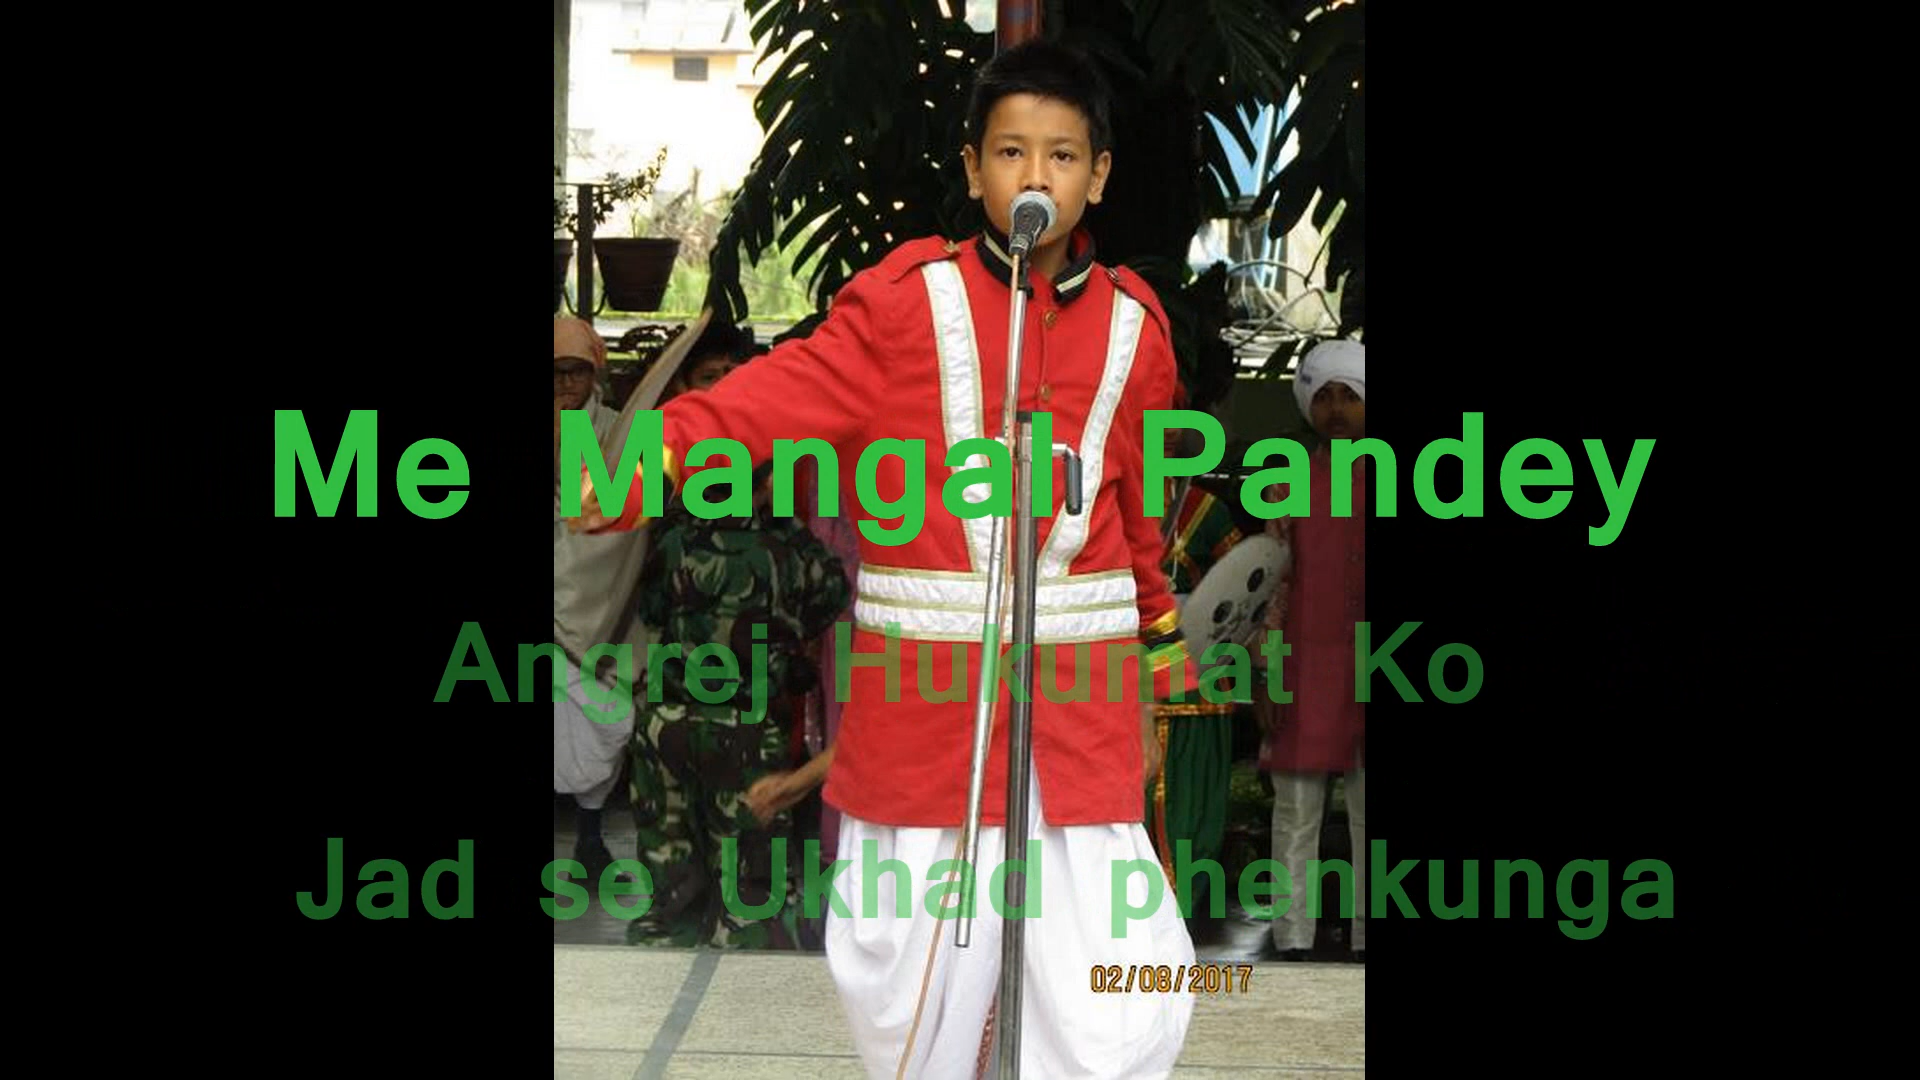 Me Mangal Pandey
Angrej Hukumat Ko
Jad se Ukhad phenkunga
02/08/2017